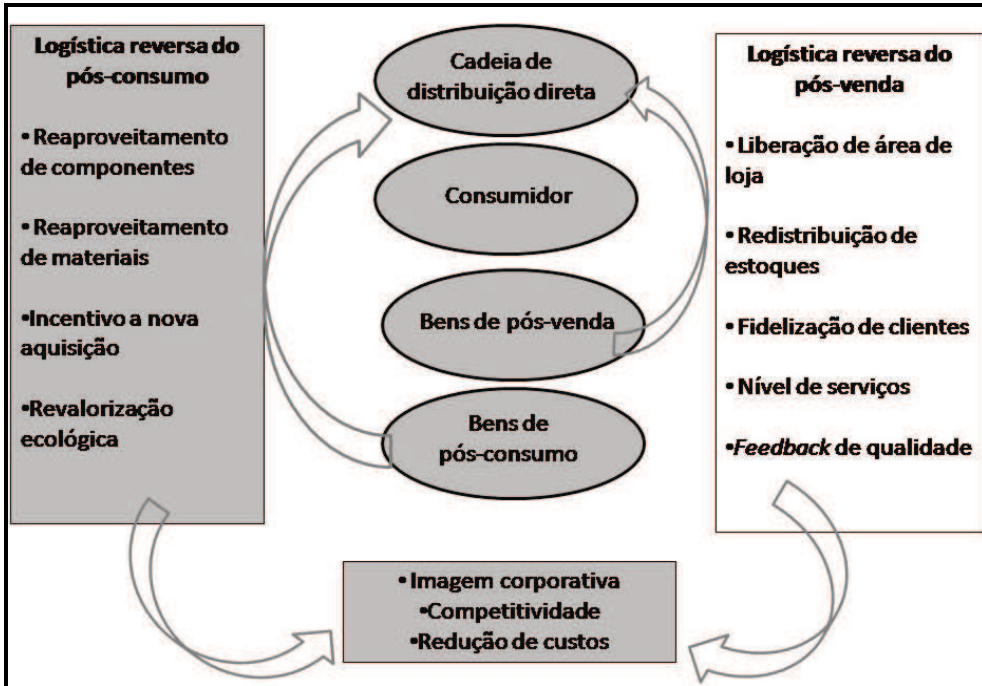 Logística reversa do
pós-consumo
• Reaproveitamento
de componentes
• Reaproveitamento
de materiais
•Incentivo a nova
aquisição
•Revalorização
ecológica
Cadeia de
distribuição direta
Consumidor
Bens de pós-venda
Bens de
pós-consumo
Logística reversa do
pós-venda
• Liberação de área de
loja
• Redistribuição de
estoques
• Fidelização de clientes
• Nível de serviços
•Feedback de qualidade
• Imagem corporativa
•Competitividade
•Redução de custos